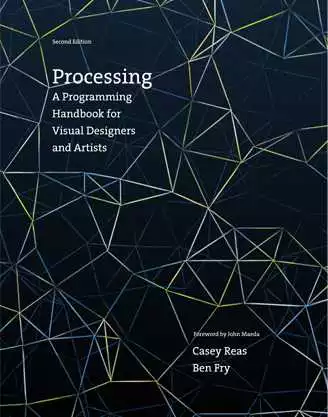 Second Edition
Processing
A Programming
Handbook for
Visual Designers
and Artists
Foreword by John Maeda
Casey Reas
Ben Fry